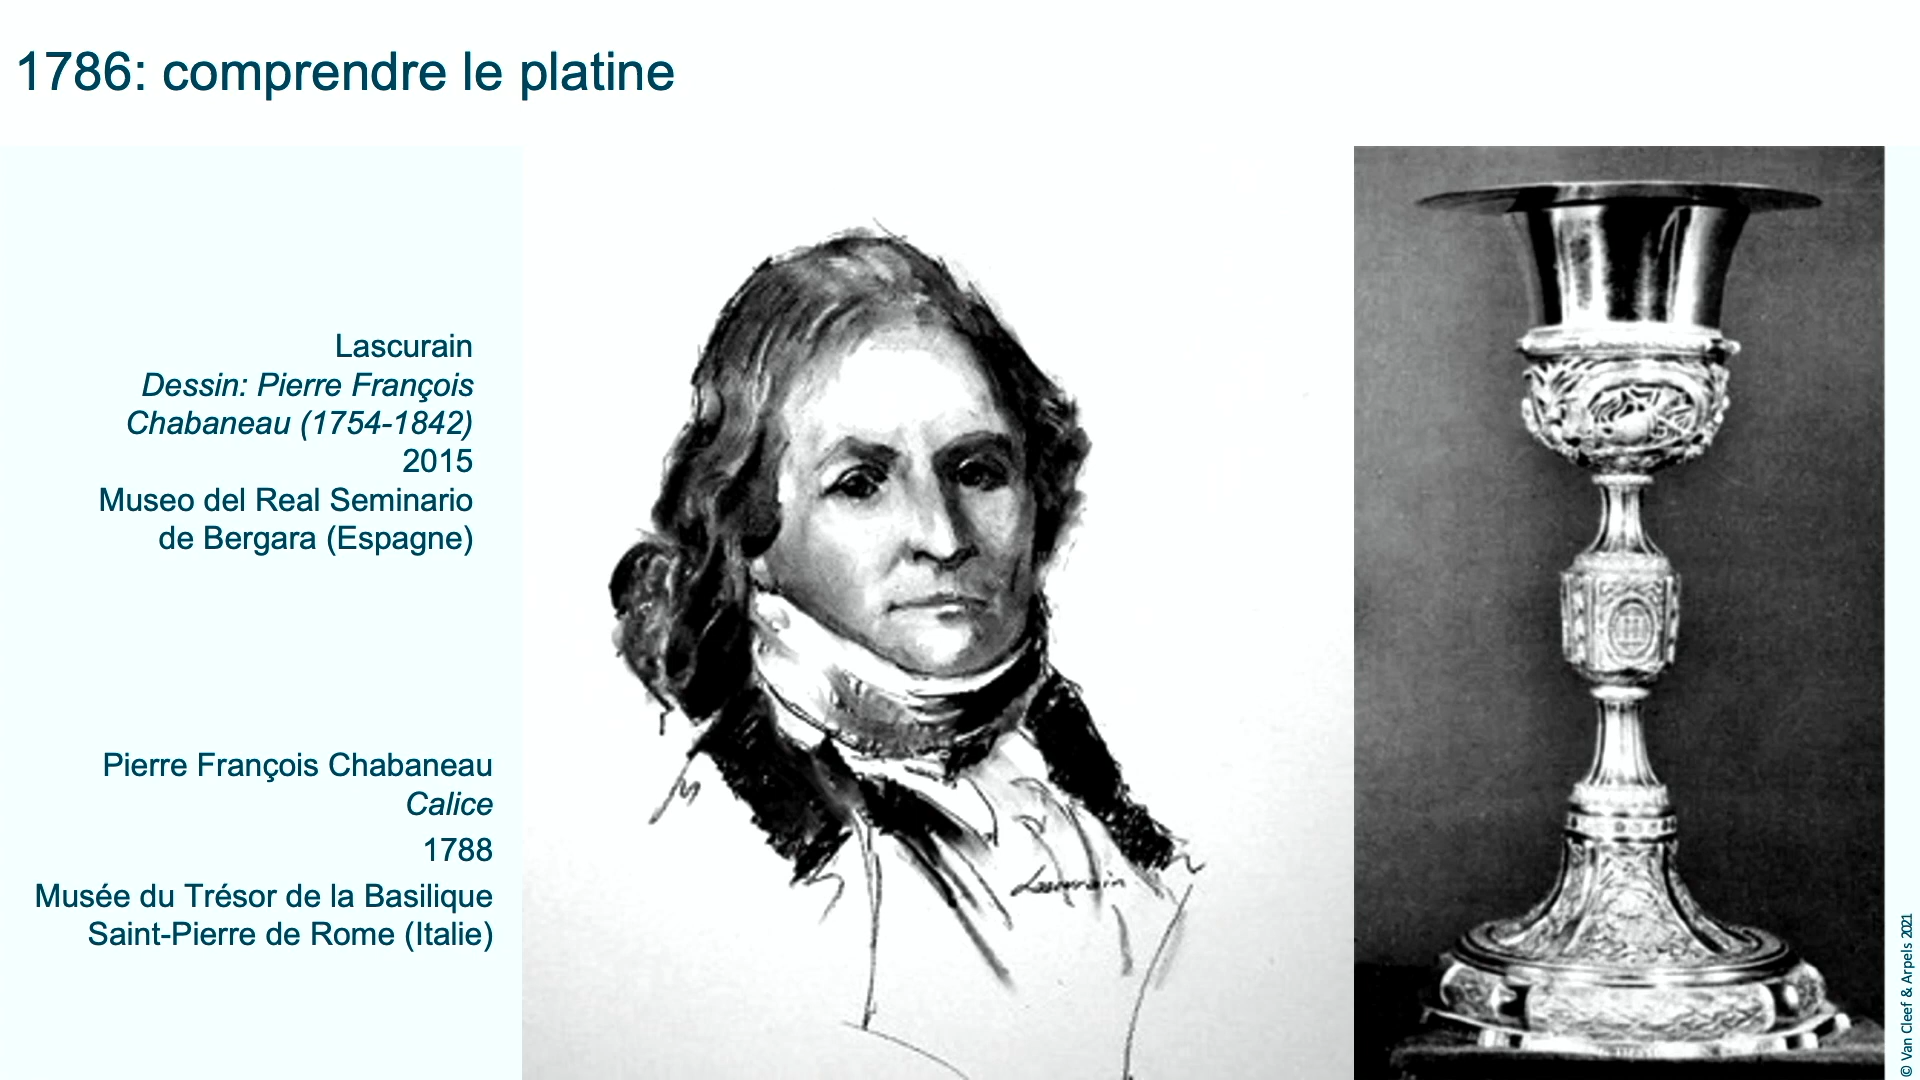 1786: comprendre le platine
Lascurain
Dessin: Pierre François
Chabaneau (1754-1842)
2015
Museo del Real Seminario
de Bergara (Espagne)
Pierre François Chabaneau
Calice
1788
Musée du Trésor de la Basilique
Saint-Pierre de Rome (Italie)
Lascurain
© Van Cleef & Arpels 2021